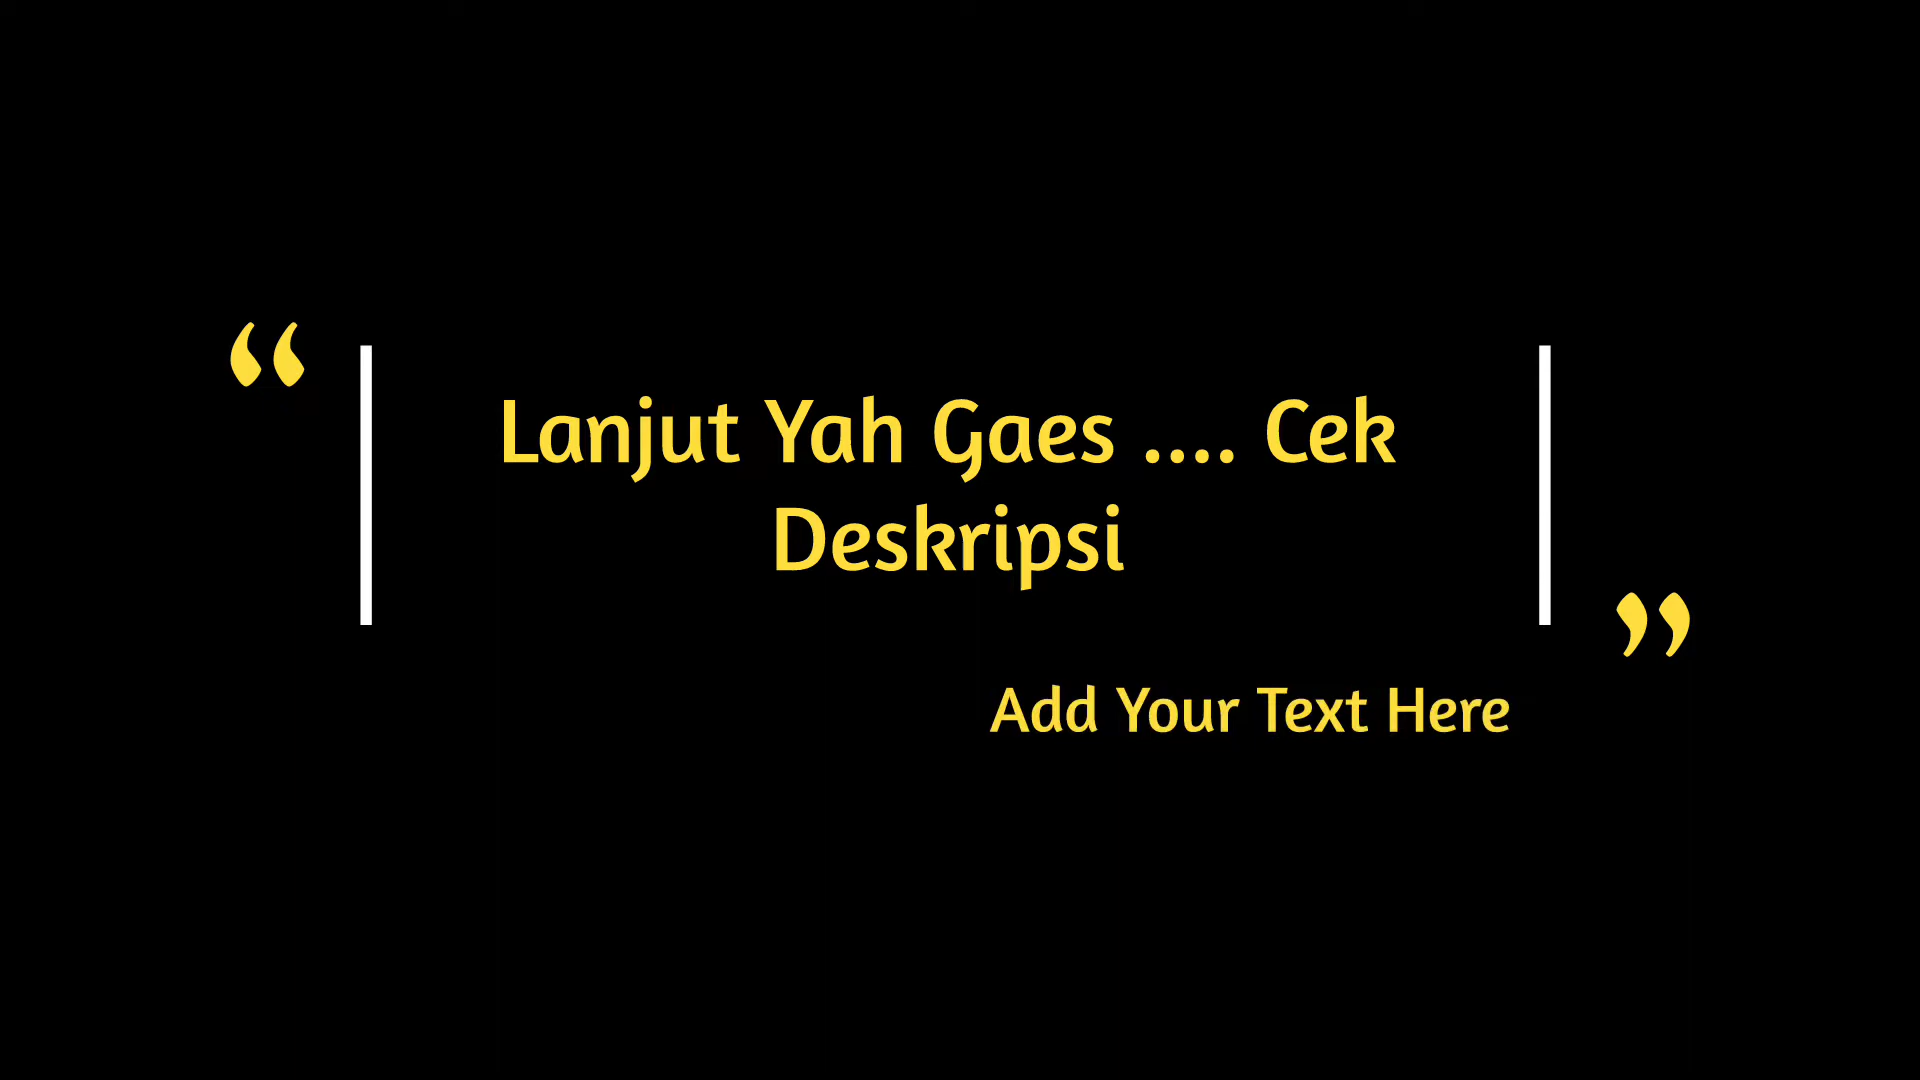 “
Lanjut Yah Gaes .... Cek
Deskripsi
”
Add Your Text Here